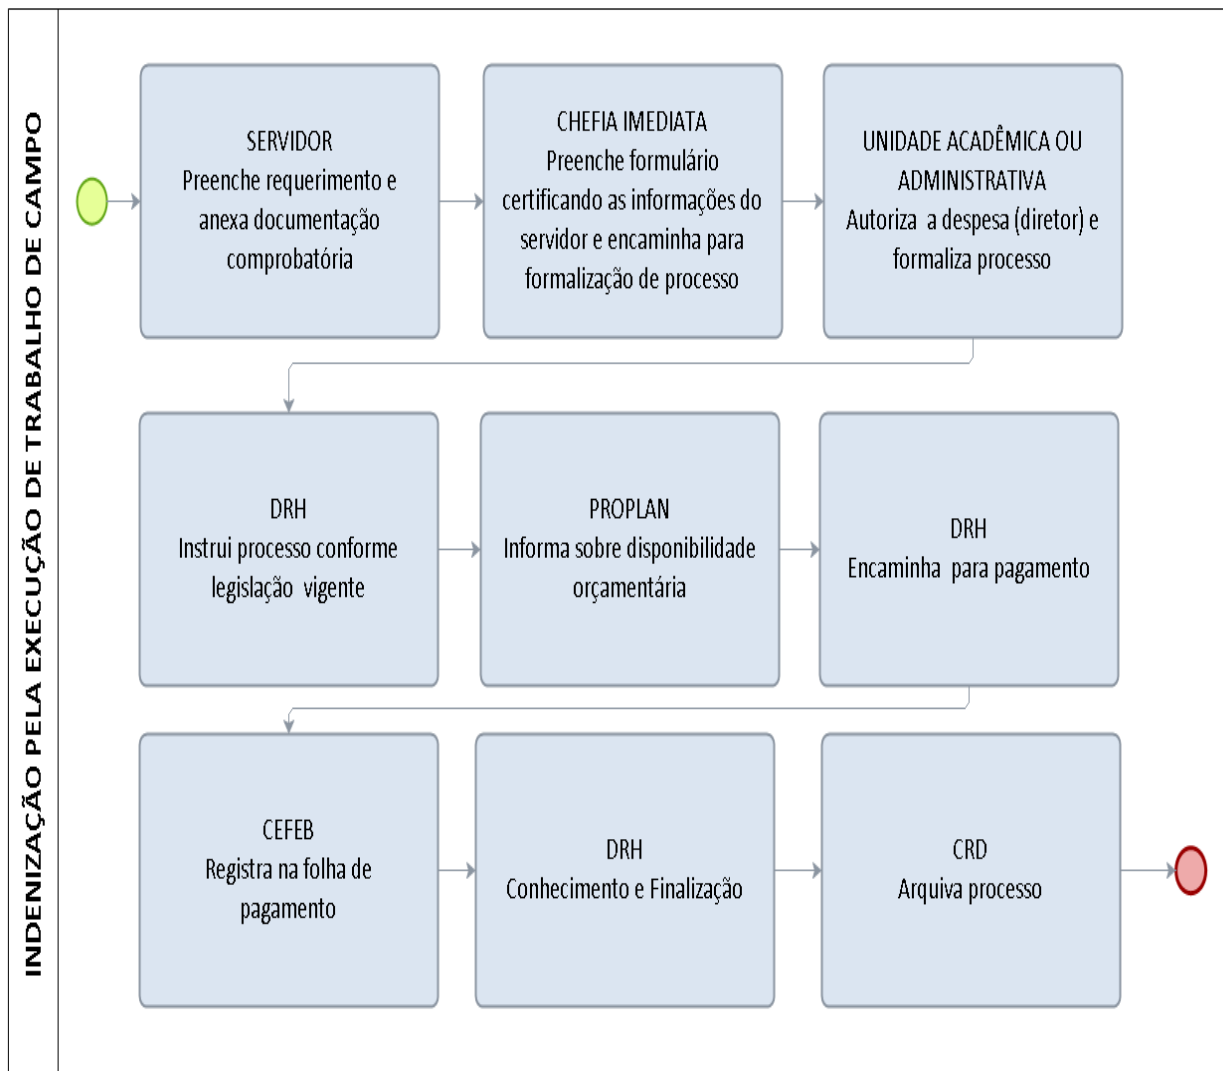 INDENIZAÇÃO PELA EXECUÇÃO DE TRABALHO DE CAMPO
SERVIDOR
Preenche requerimento e
anexa documentação
comprobatória
CHEFIA IMEDIATA
Preenche formulário
certificando as informações do
servidor e encaminha para
formalização de processo
UNIDADE ACADÊMICA OU
ADMINISTRATIVA
Autoriza a despesa (diretor) e
formaliza processo
DRH
Instrui processo conforme
legislação vigente
PROPLAN
Informa sobre disponibilidade
orçamentária
DRH
Encaminha para pagamento
CEFEB
Registra na folha de
pagamento
DRH
Conhecimento e Finalização
CRD
Arquiva processo